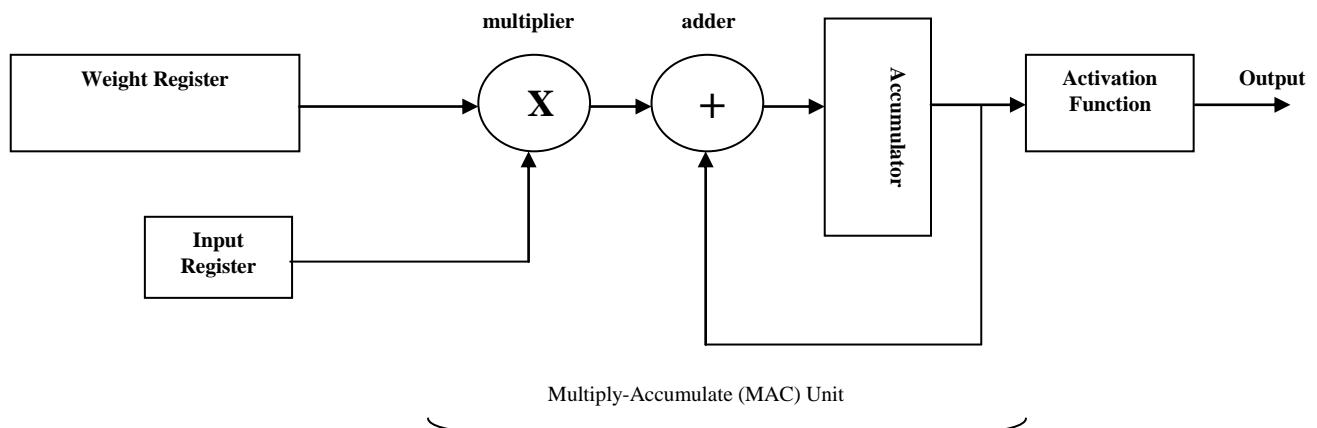 multiplier
adder
Weight Register
X
+
Accumulator
Activation
Function
Output
Input
Register
Multiply-Accumulate (MAC) Unit